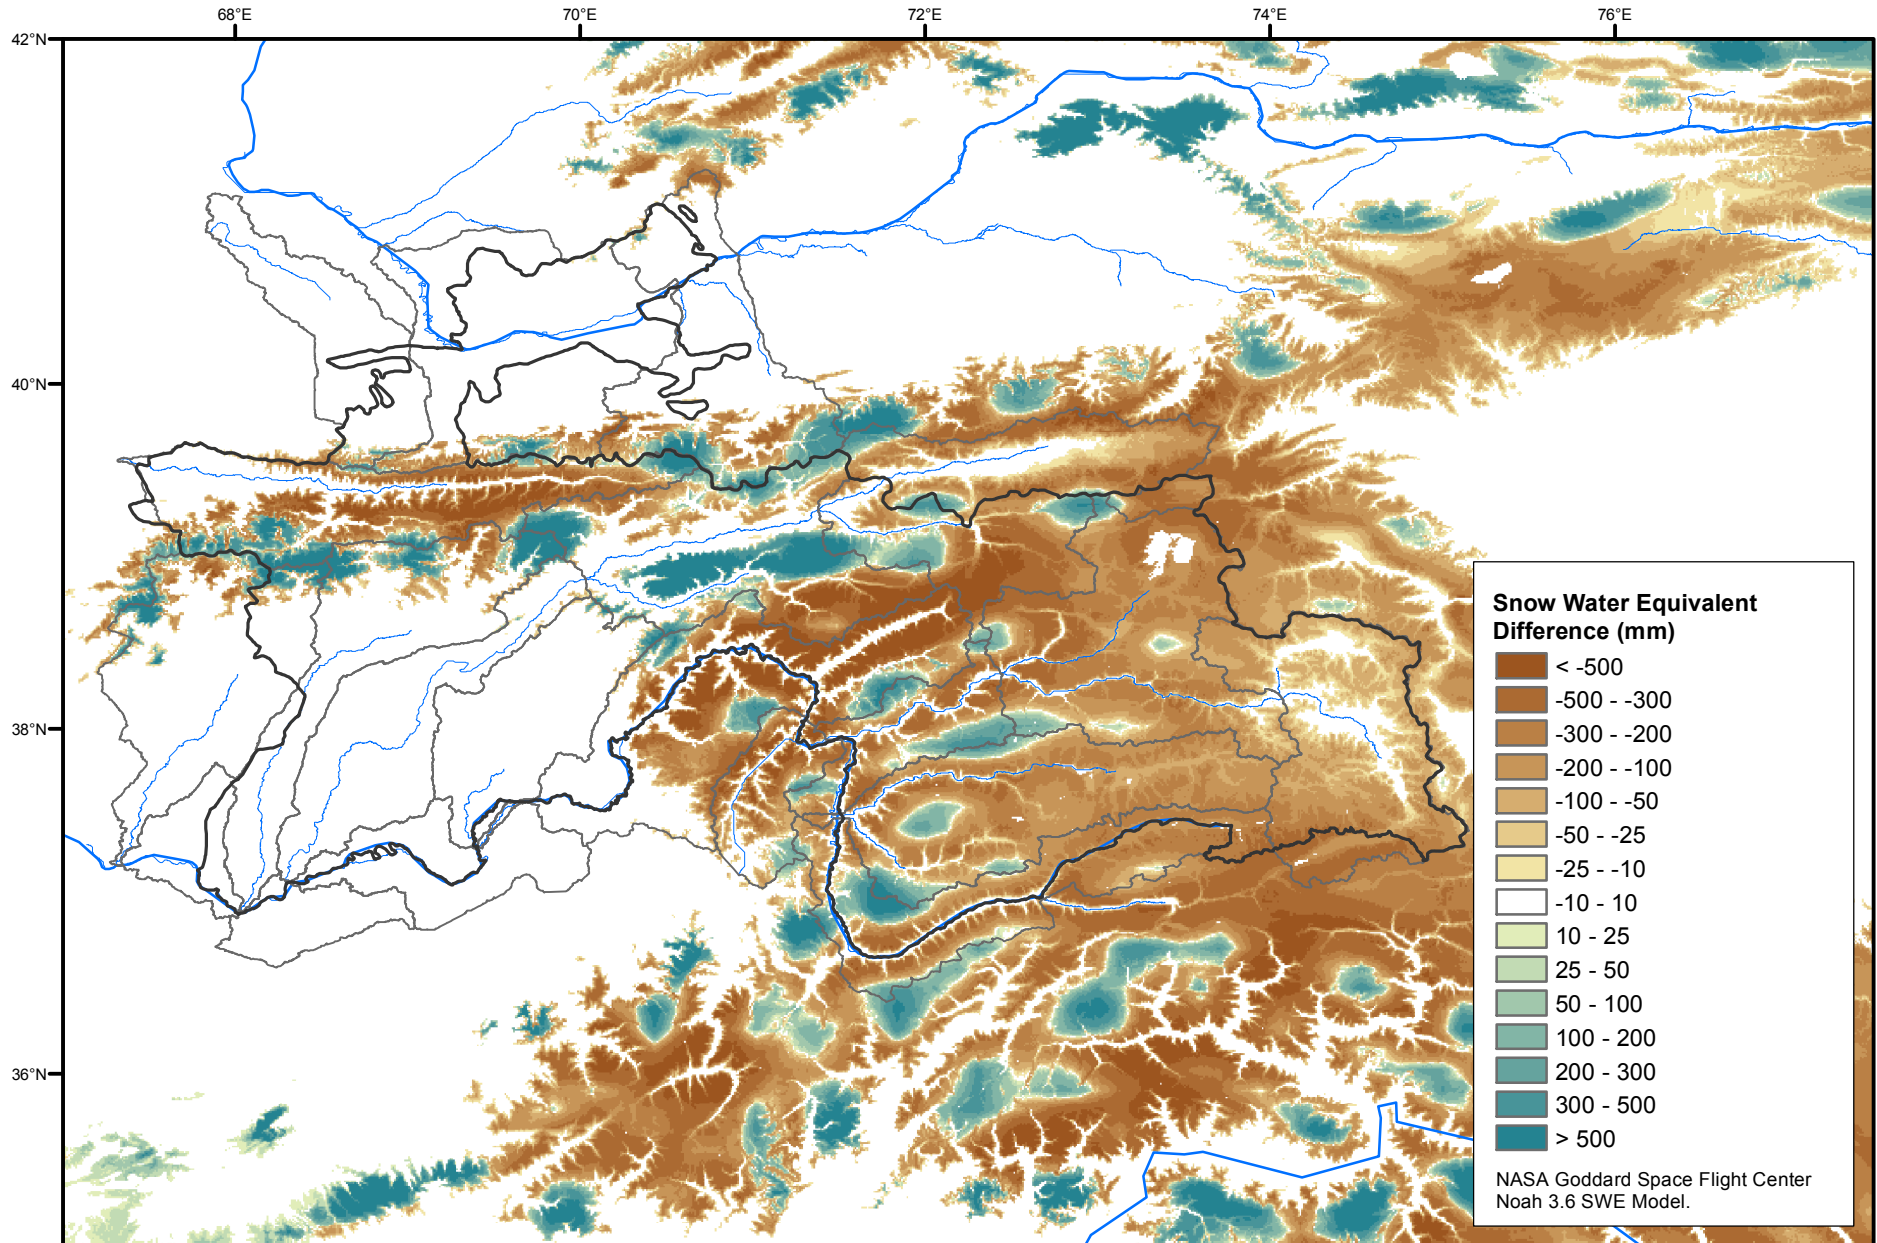 68°E
70°E
72°E
74°E
76°E
42°N
40°N
38°N
36°N
Snow Water Equivalent
Difference (mm)
< -500
-500 - -300
-300 - -200
-200 - -100
-100 - -50
-50 - -25
-25 - -10
-10 - 10
10 - 25
25 - 50
50 - 100
100 - 200
200 - 300
300 - 500
> 500
NASA Goddard Space Flight Center
Noah 3.6 SWE Model.